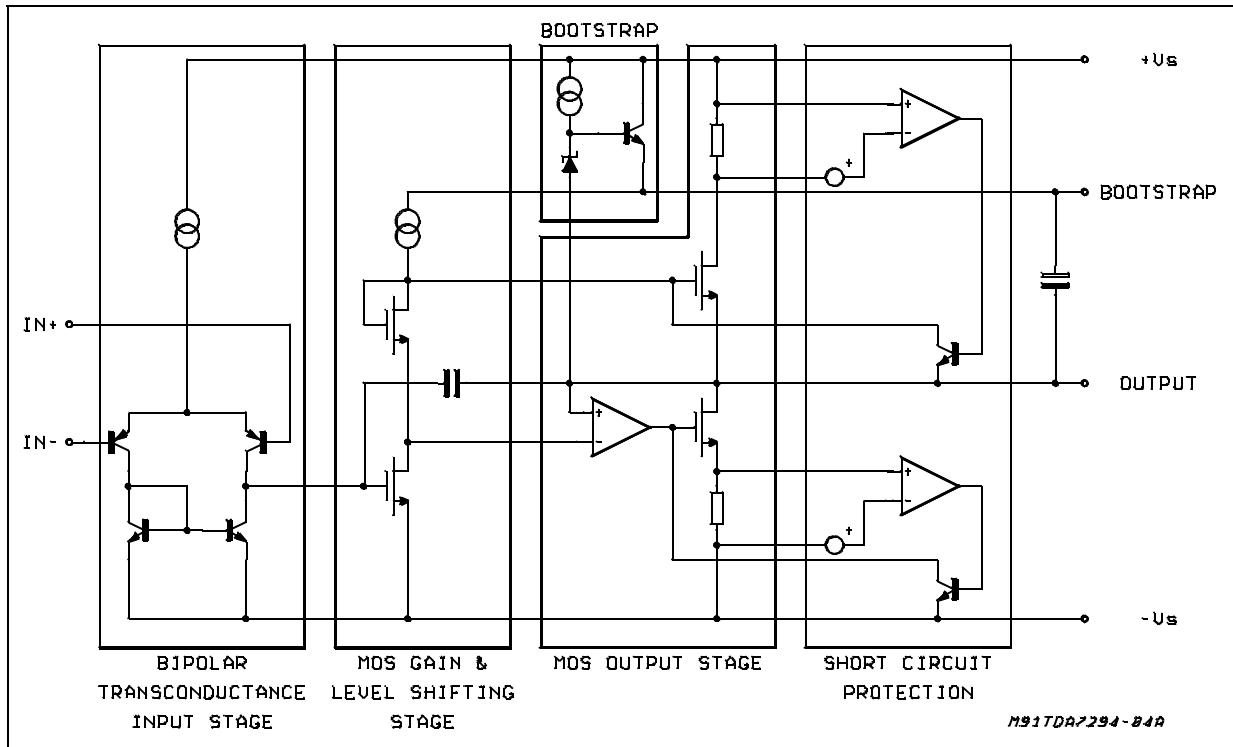 BOOTSTRAP
+Vs
+
-
+
BOOTSTRAP
IN+
OUTPUT
IN-
+
-
+
-
+
-Vs
BIPOLAR
TRANSCONDUCTANCE
INPUT STAGE
MOS GAIN &
LEVEL SHIFTING
STAGE
MOS OUTPUT STAGE
SHORT CIRCUIT
PROTECTION
M91TDA7294-84A